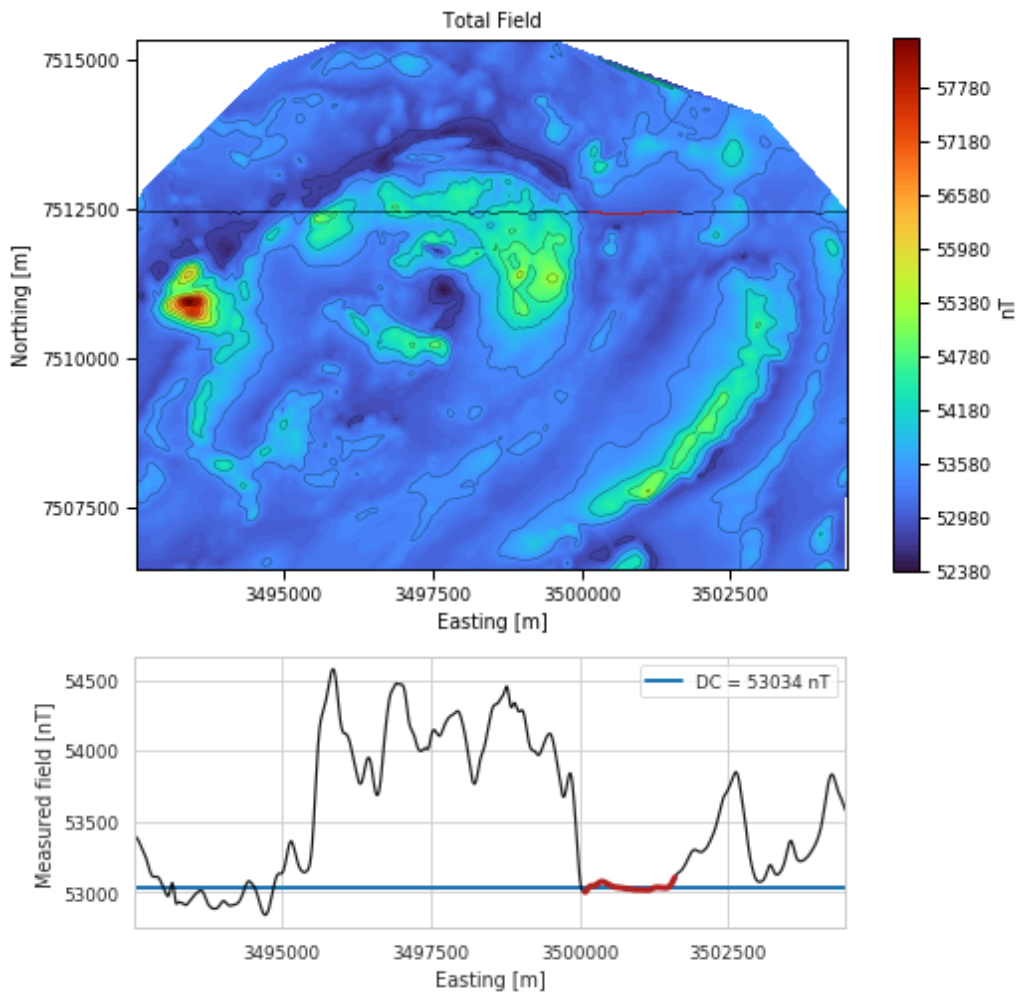 Total Field
7515000
7512500
7510000
7507500
Northing [m]
3495000 3497500 3500000 3502500
Easting [m]
57780
57180
56580
55980
55380
54780
54180
53580
52980
52380
nT
54500
54000
53500
53000
Measured field [nT]
DC = 53034 nT
3495000 3497500 3500000 3502500
Easting [m]